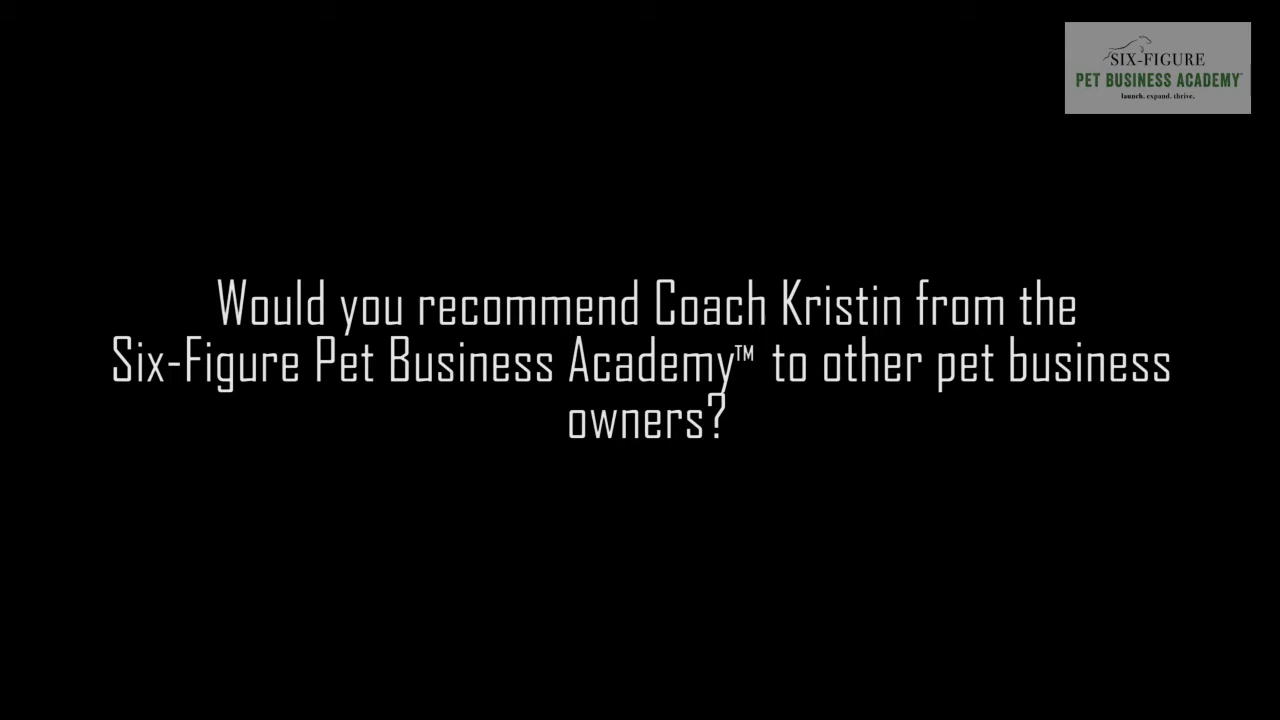 SIX-FIGURE
PET BUSINESS ACADEMY™
launch. expand. thrive.
Would you recommend Coach Kristin from the
Six-Figure Pet Business Academy™ to other pet business
owners?